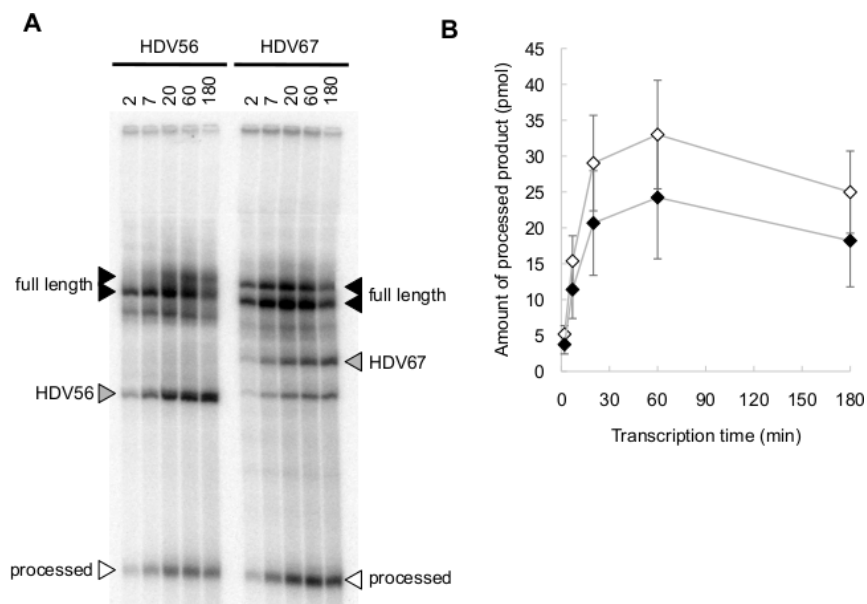 A
HDV56 HDV67
2 7 20 60 180 2 7 20 60 180
full length
full length
HDV67
HDV56
processed
processed
B
Amount of processed product (pmol)
45
40
35
30
25
20
15
10
5
0
0 30 60 90 120 150 180
Transcription time (min)